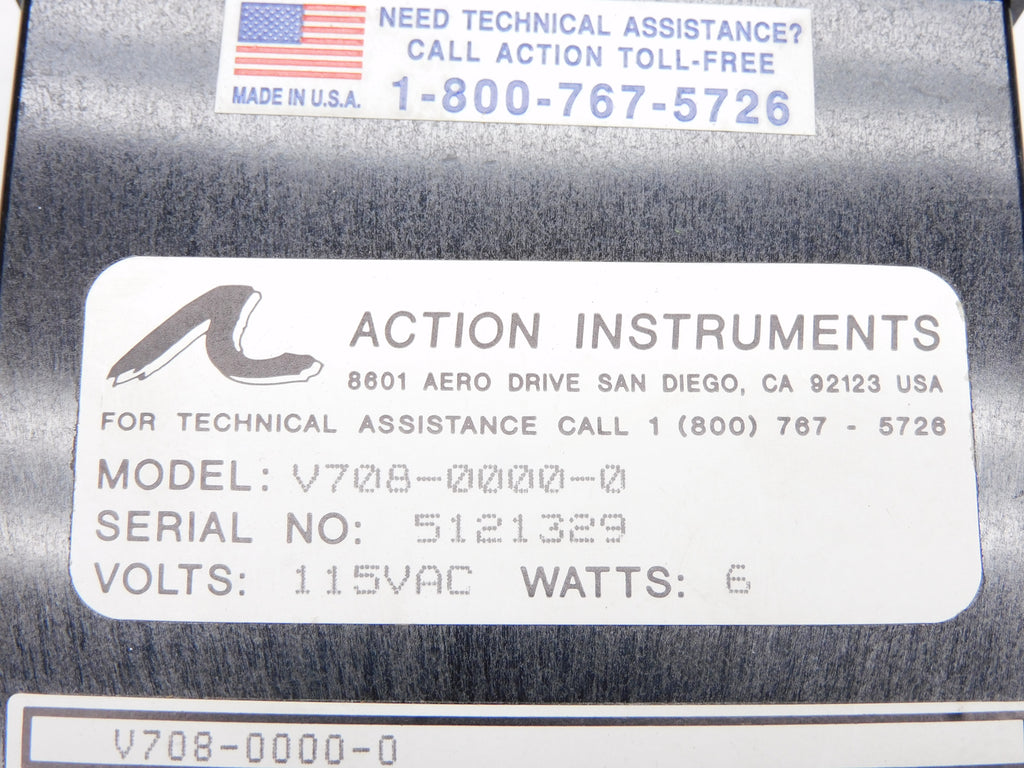 NEED TECHNICAL ASSISTANCE?
CALL ACTION TOLL-FREE
MADE IN U.S.A. 1-800-767-5726
ACTION INSTRUMENTS
8601 AERO DRIVE SAN DIEGO, CA 92123 USA
FOR TECHNICAL ASSISTANCE CALL 1 (800) 767 - 5726
MODEL: V708-0000-0
SERIAL NO: 5121329
VOLTS: 115VAC WATTS: 6
V708-0000-0